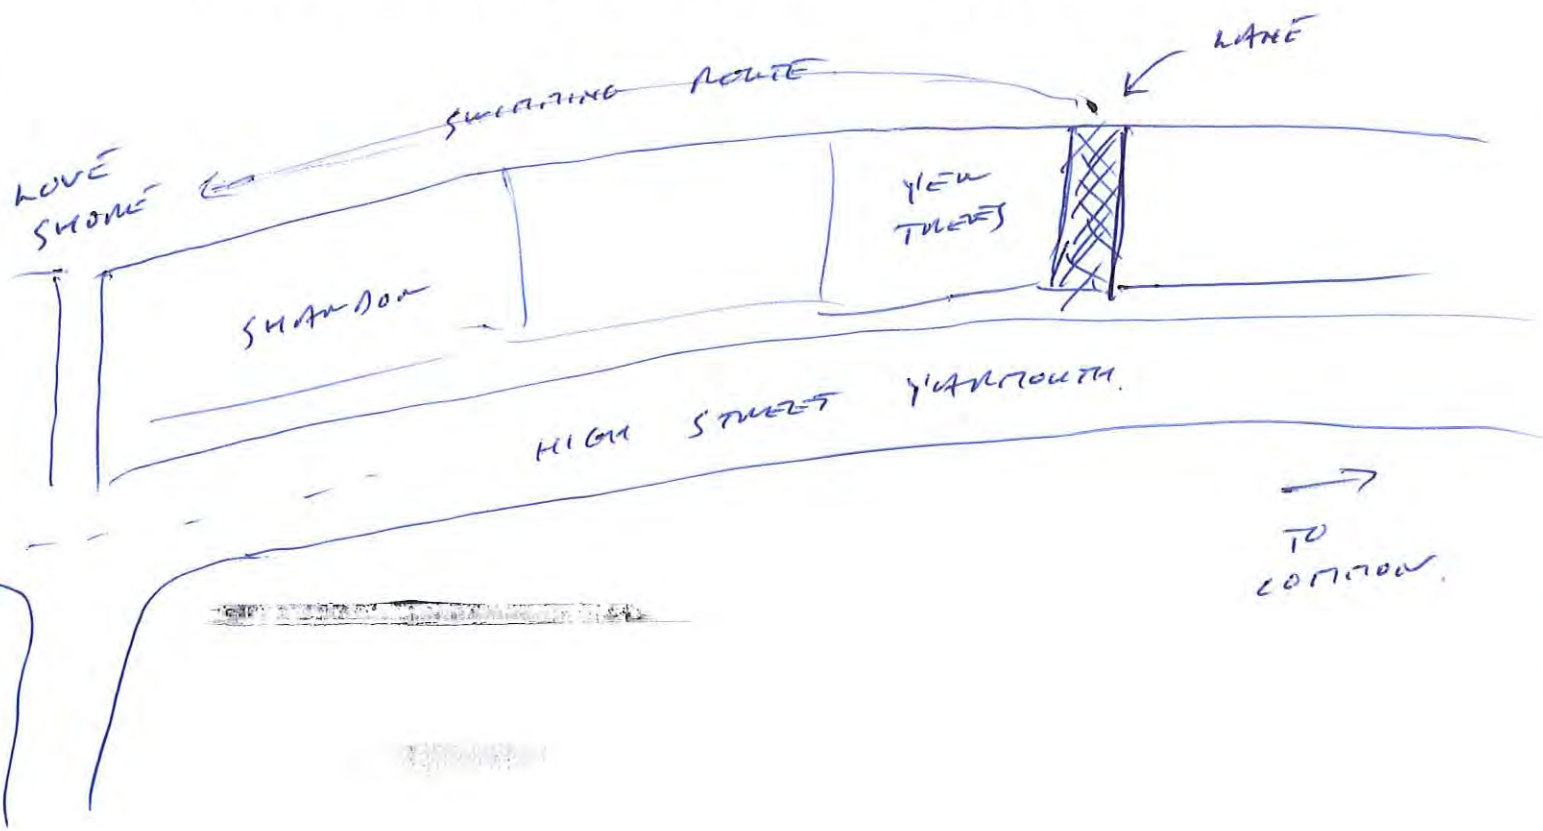 LANE
SWIMMING ROUTE
LOVE
SHORE
YEW
TREES
SHANDON
HIGH STREET YARMOUTH.
TO
COMMON.